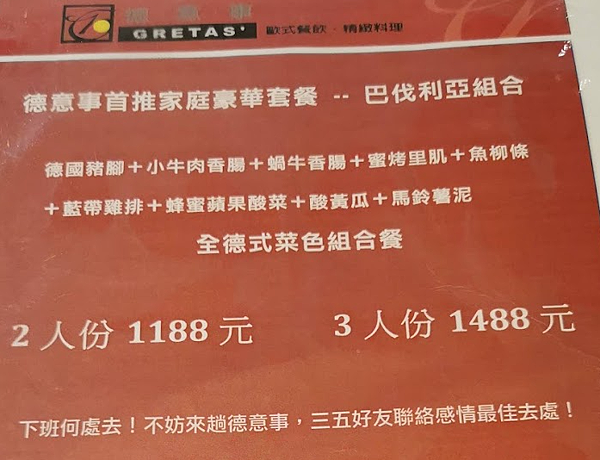 德意事
GRETAS' 歐式餐飲．精緻料理
德意事首推家庭豪華套餐 -- 巴伐利亞組合
德國豬腳＋小牛肉香腸＋蝸牛香腸＋蜜烤里肌＋魚柳條
＋藍帶雞排＋蜂蜜蘋果酸菜＋酸黃瓜＋馬鈴薯泥
全德式菜色組合餐
2 人份 1188 元 3 人份 1488 元
下班何處去！不妨來趟德意事，三五好友聯絡感情最佳去處！